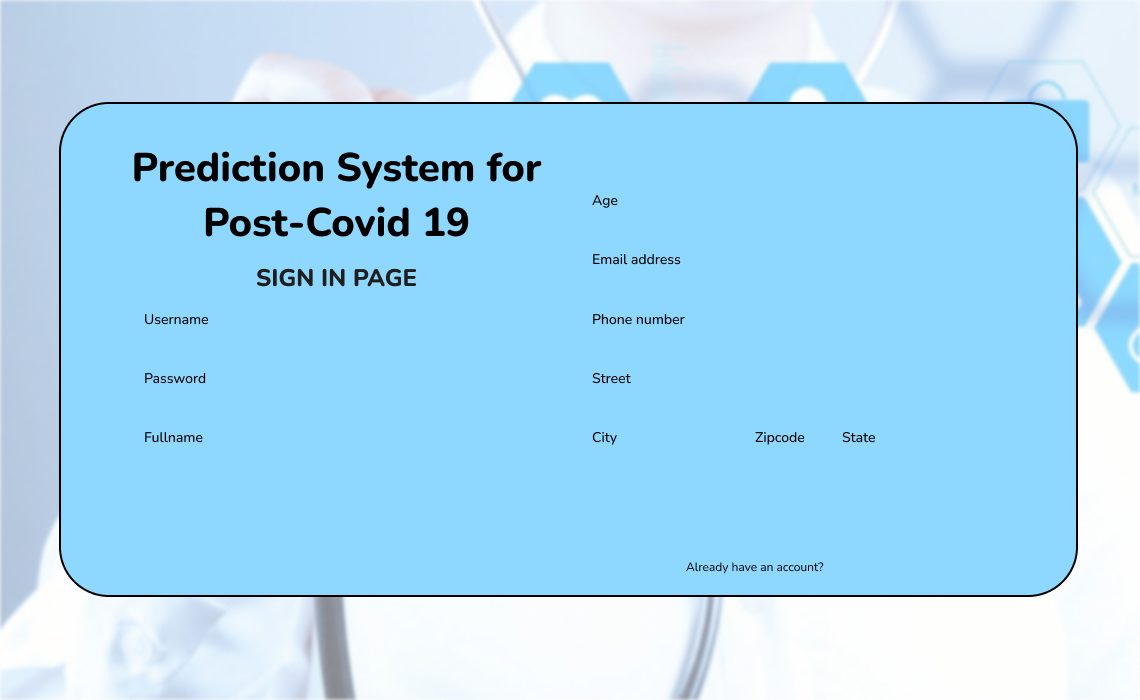 Prediction System for
Post-Covid 19
SIGN IN PAGE
Username
Password
Fullname
Age
Email address
Phone number
Street
City Zipcode State
Already have an account?